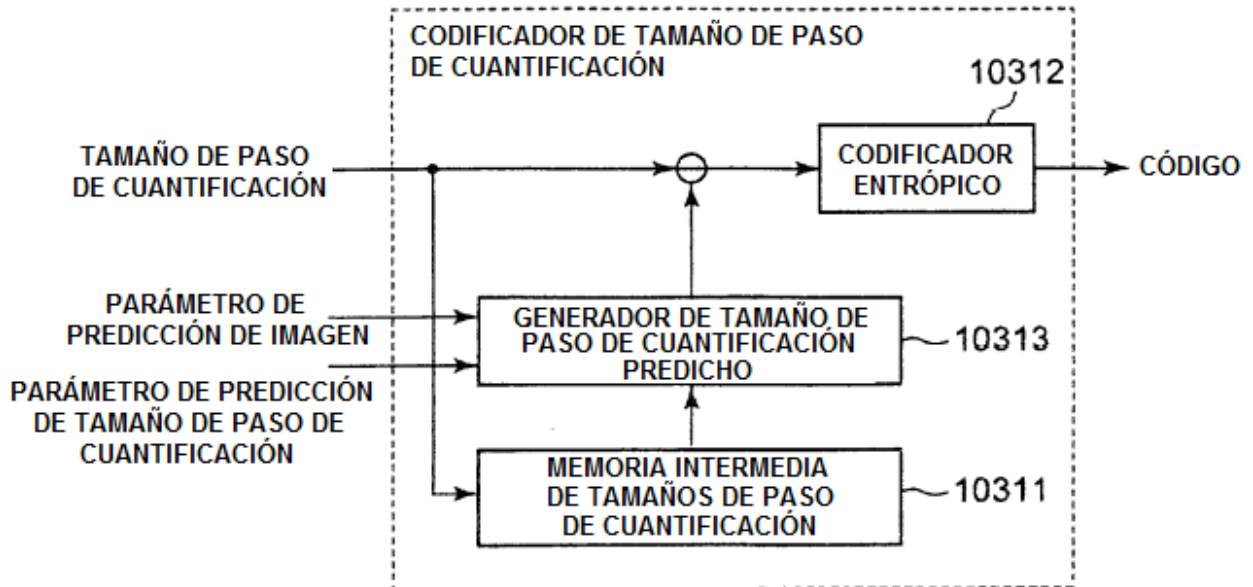 CODIFICADOR DE TAMAÑO DE PASO
DE CUANTIFICACIÓN
10312
TAMAÑO DE PASO
DE CUANTIFICACIÓN
CODIFICADOR
ENTRÓPICO
CÓDIGO
PARÁMETRO DE
PREDICCIÓN DE IMAGEN
GENERADOR DE TAMAÑO DE
PASO DE CUANTIFICACIÓN
PREDICHO
10313
PARÁMETRO DE PREDICCIÓN
DE TAMAÑO DE PASO DE
CUANTIFICACIÓN
MEMORIA INTERMEDIA
DE TAMAÑOS DE PASO
DE CUANTIFICACIÓN
10311